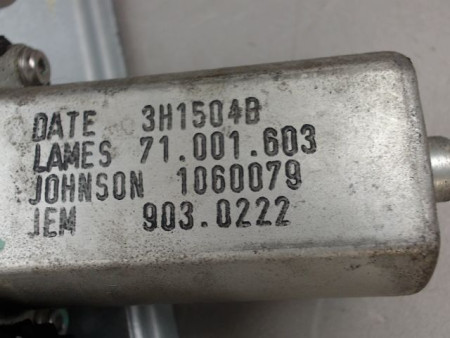 DATE 3H1504B
LAMES 71.001.603
JOHNSON 1060079
JEM 903.0222